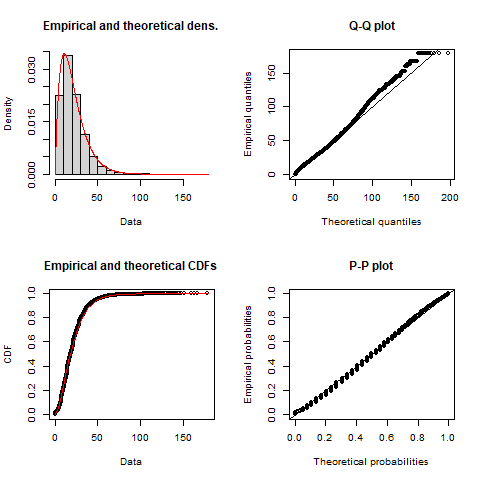 Empirical and theoretical dens.
Density
0.000 0.015 0.030
0 50 100 150
Data
Q-Q plot
Empirical quantiles
0 50 100 150
0 50 100 150 200
Theoretical quantiles
Empirical and theoretical CDFs
CDF
0.0 0.2 0.4 0.6 0.8 1.0
0 50 100 150
Data
P-P plot
Empirical probabilities
0.0 0.2 0.4 0.6 0.8 1.0
0.0 0.2 0.4 0.6 0.8 1.0
Theoretical probabilities